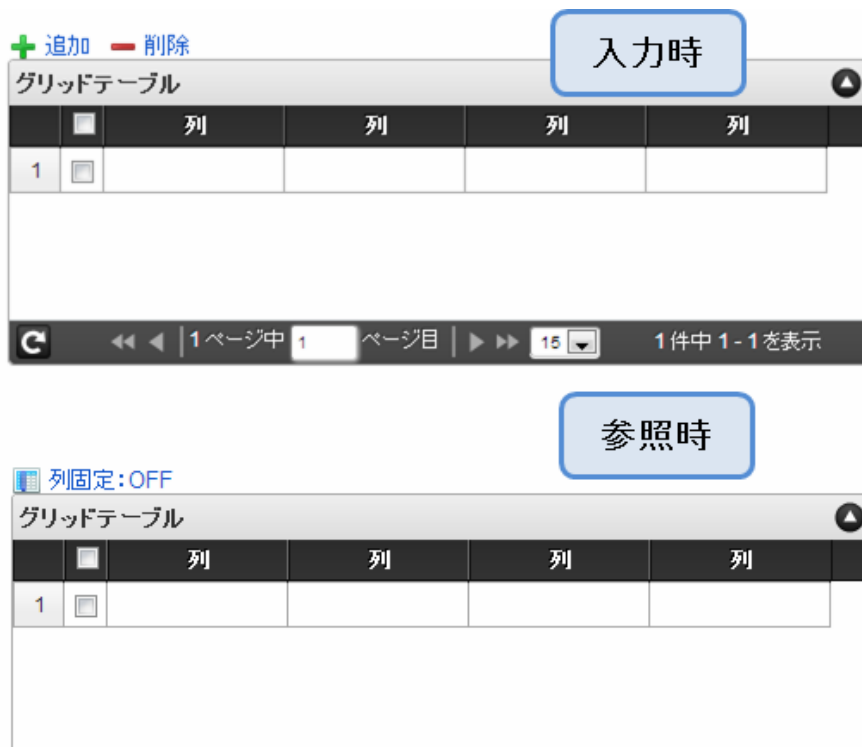 入力時
追加 削除
グリッドテーブル
列 列 列 列
1
1ページ中 1 ページ目 15 1件中 1 - 1 を表示
参照時
列固定:OFF
グリッドテーブル
列 列 列 列
1